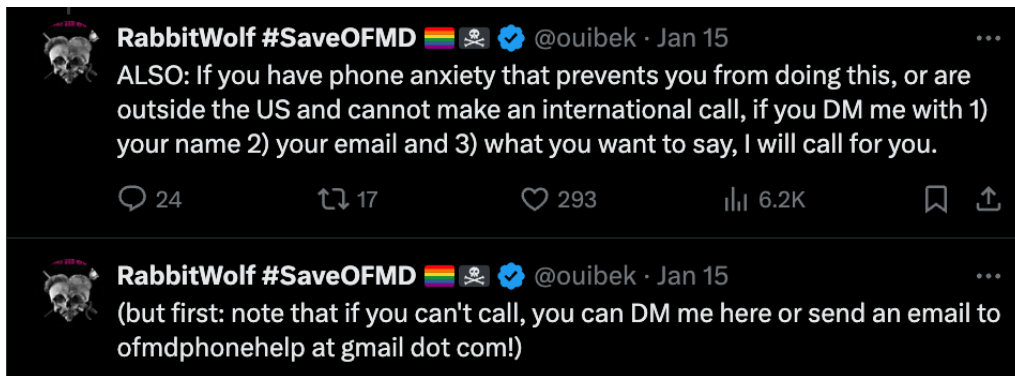 RabbitWolf #SaveOFMD 🏳️‍🌈🏴‍☠️ @ouibek · Jan 15
ALSO: If you have phone anxiety that prevents you from doing this, or are
outside the US and cannot make an international call, if you DM me with 1)
your name 2) your email and 3) what you want to say, I will call for you.
24 17 293 6.2K
RabbitWolf #SaveOFMD 🏳️‍🌈🏴‍☠️ @ouibek · Jan 15
(but first: note that if you can't call, you can DM me here or send an email to
ofmdphonehelp at gmail dot com!)